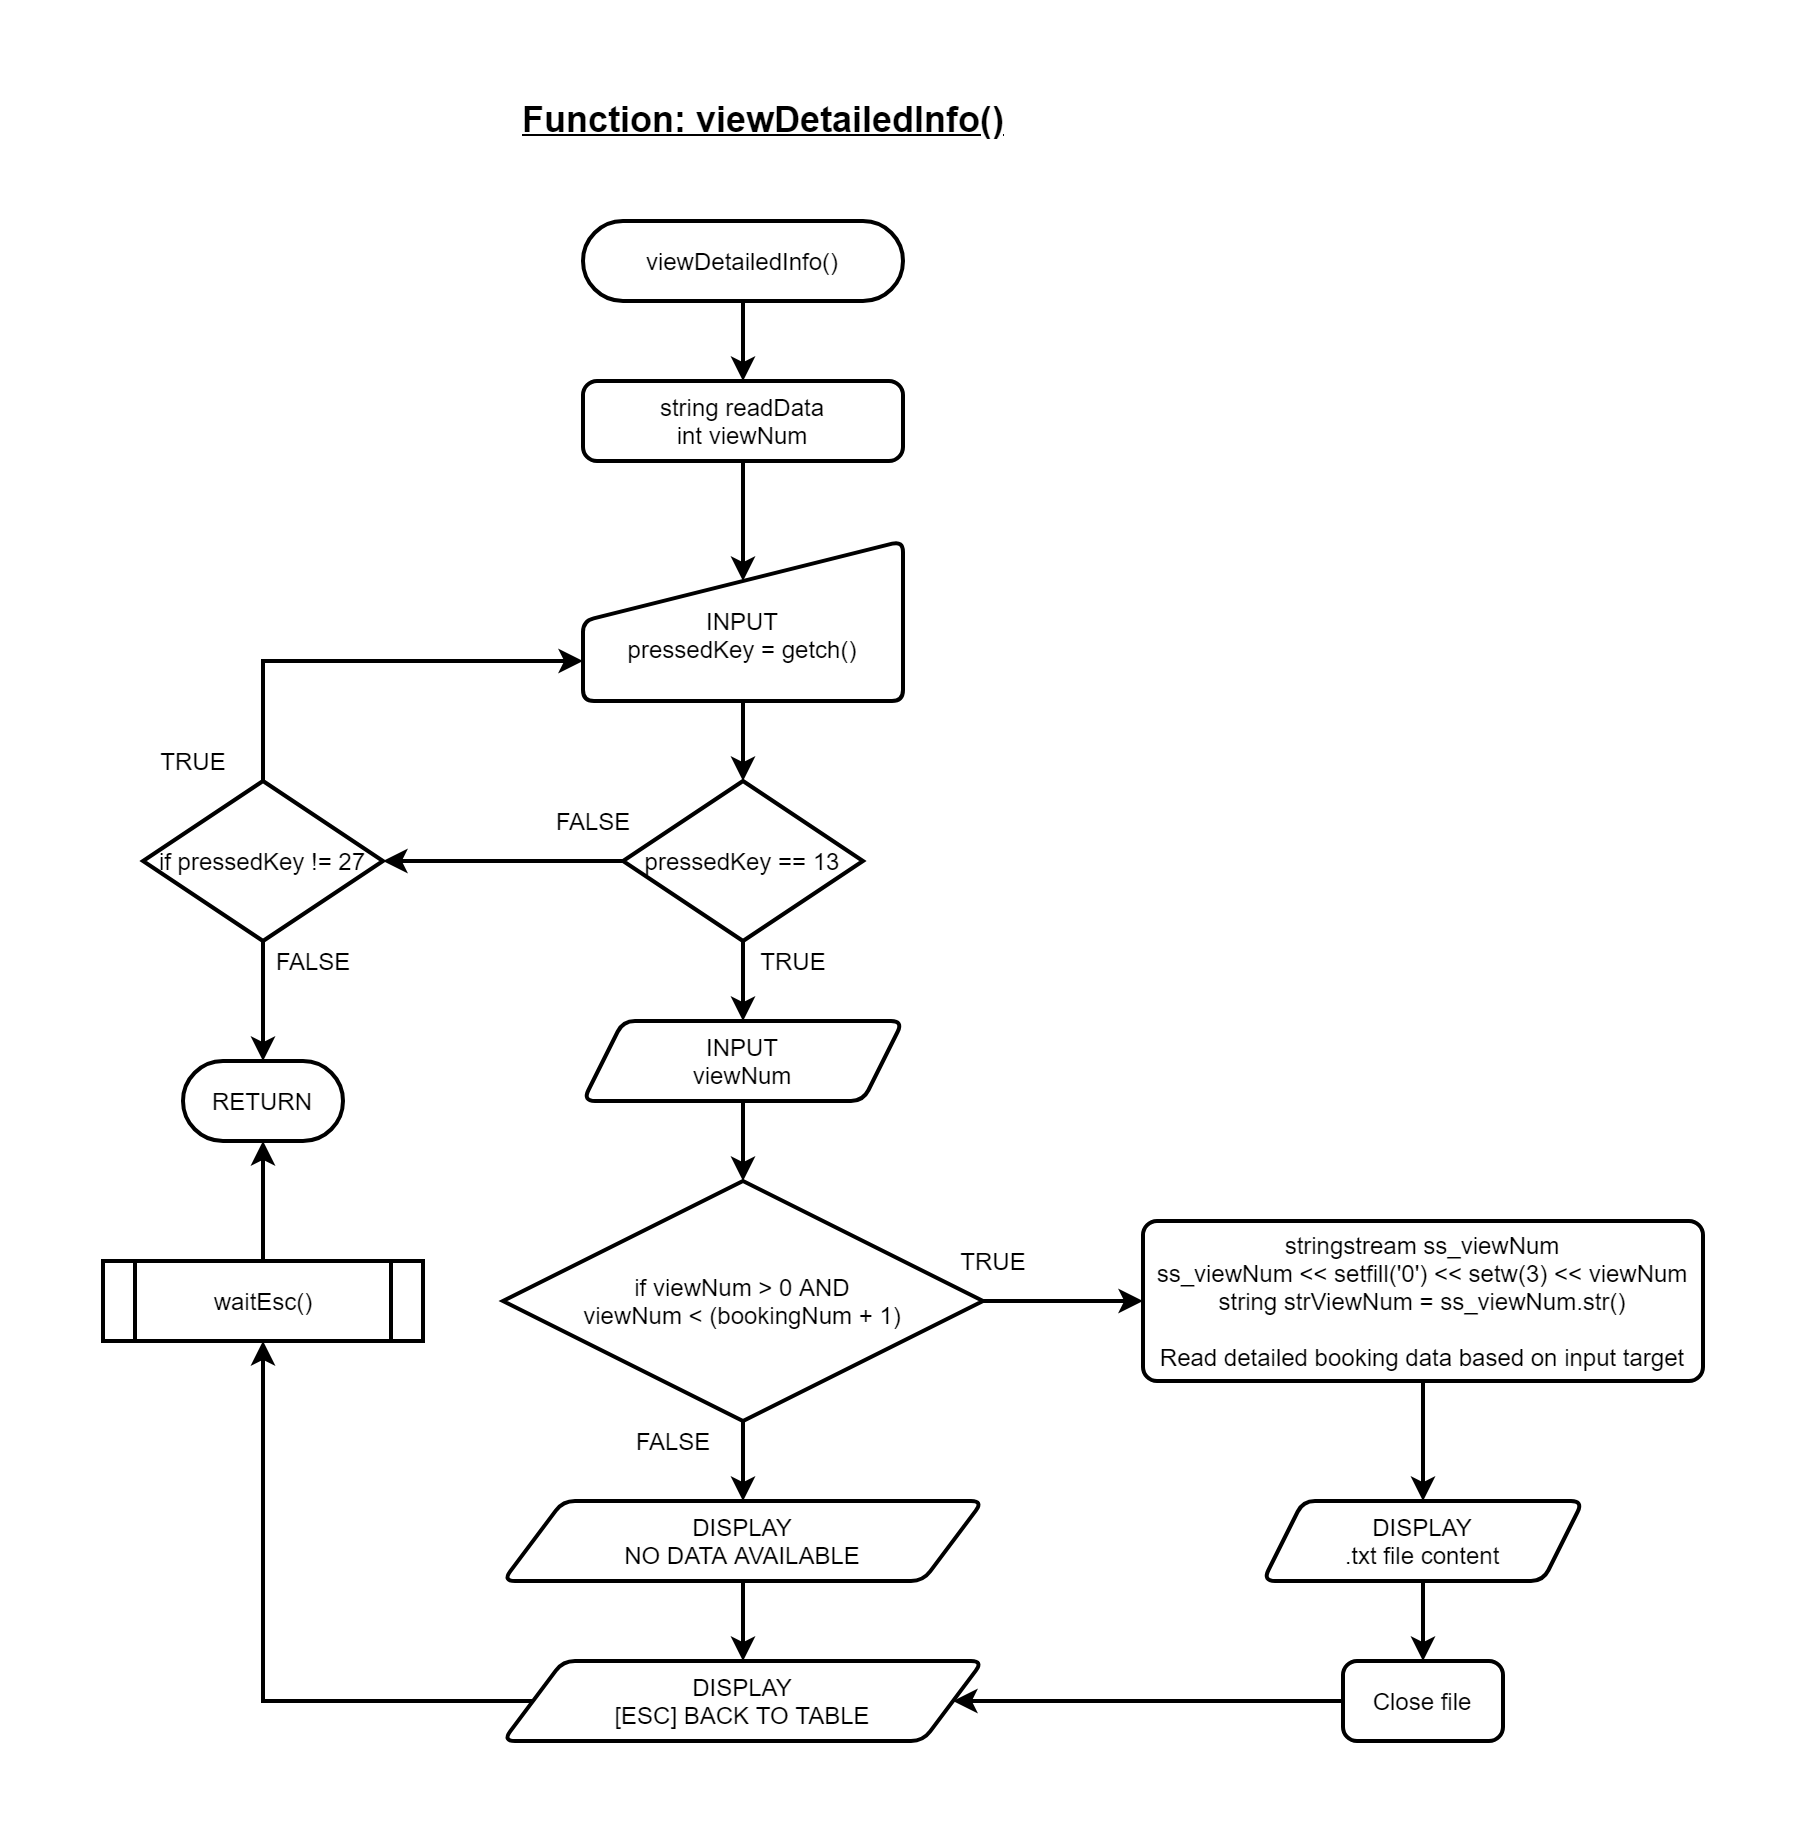 Function: viewDetailedInfo()
viewDetailedInfo()
string readData
int viewNum
INPUT
pressedKey = getch()
TRUE
FALSE
if pressedKey != 27
pressedKey == 13
FALSE
TRUE
INPUT
viewNum
RETURN
if viewNum > 0 AND
viewNum < (bookingNum + 1)
TRUE
stringstream ss_viewNum
ss_viewNum << setfill('0') << setw(3) << viewNum
string strViewNum = ss_viewNum.str()
Read detailed booking data based on input target
waitEsc()
FALSE
DISPLAY
NO DATA AVAILABLE
DISPLAY
.txt file content
DISPLAY
[ESC] BACK TO TABLE
Close file